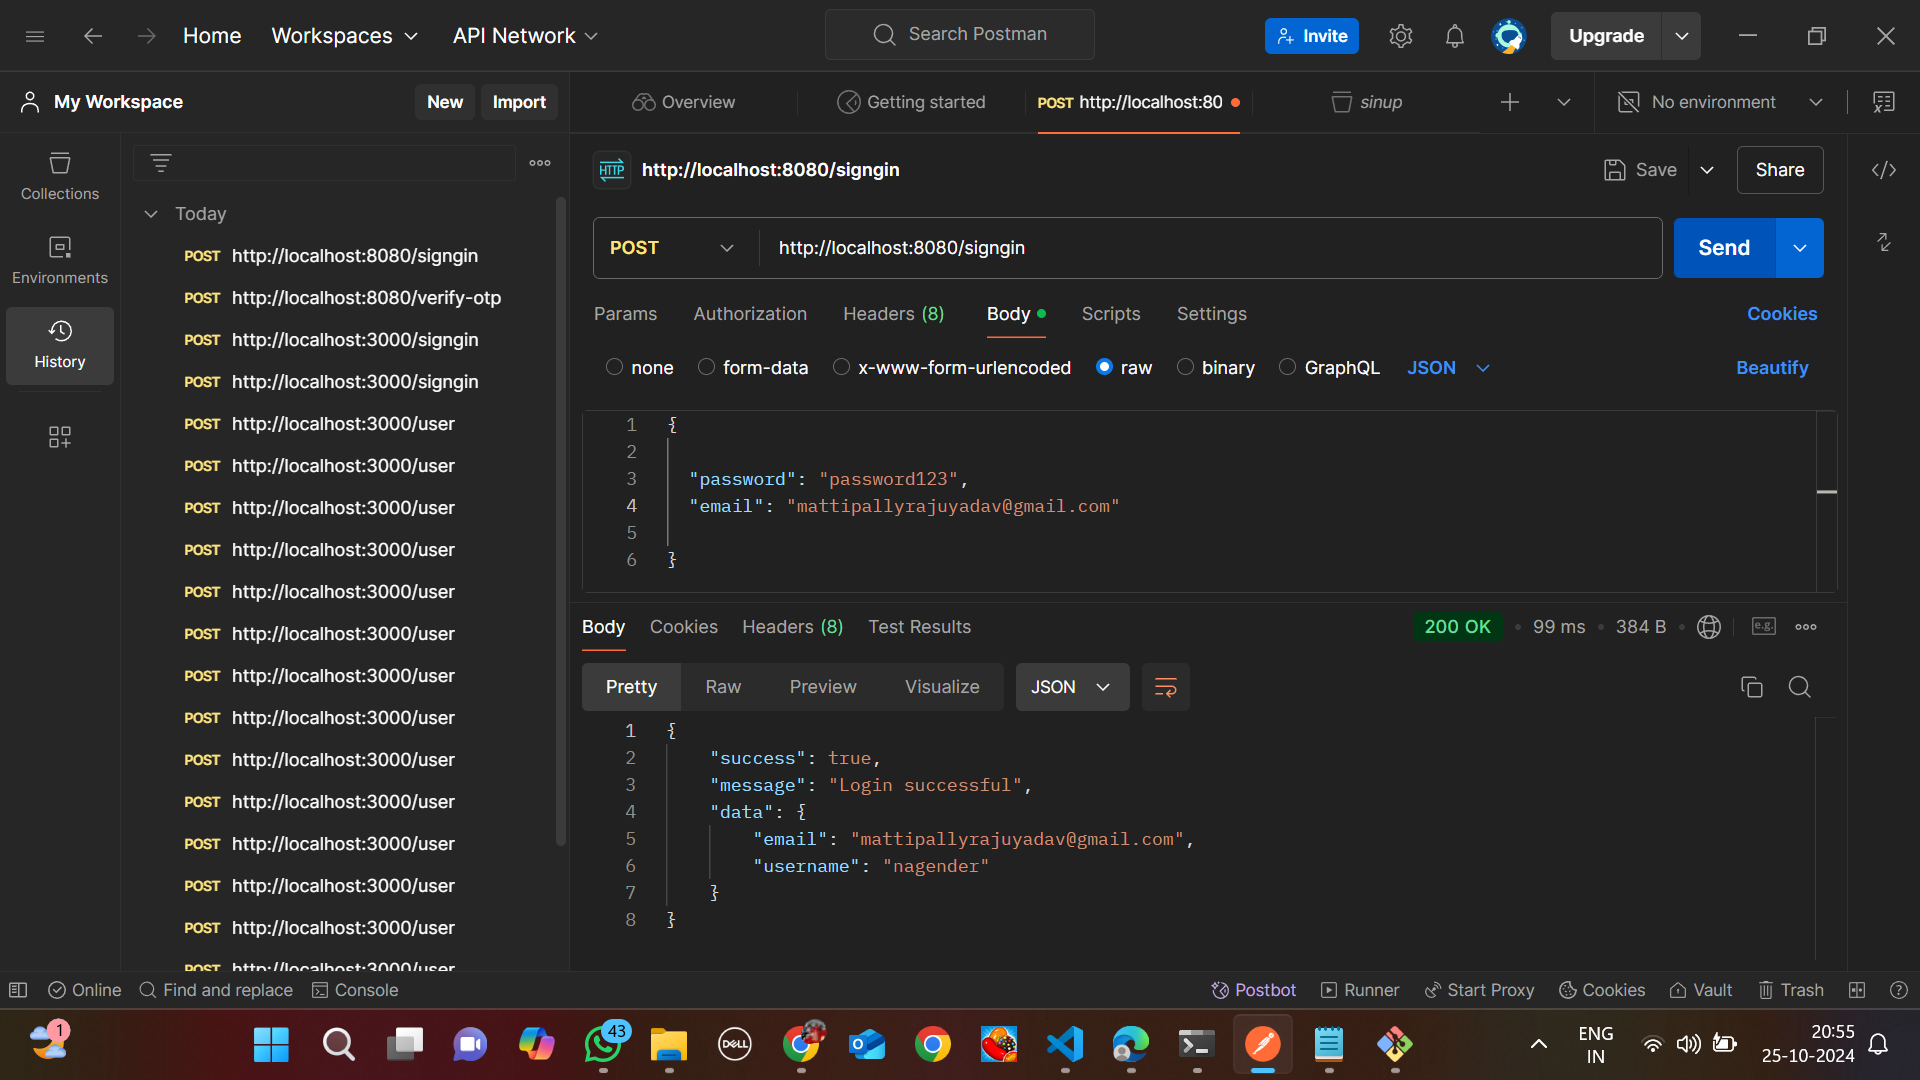 Home
Workspaces
API Network
Search Postman
Invite
Upgrade
My Workspace
New
Import
Overview
Getting started
POST http://localhost:80
sinup
No environment
Collections
Environments
History
Today
POST http://localhost:8080/signgin
POST http://localhost:8080/verify-otp
POST http://localhost:3000/signgin
POST http://localhost:3000/signgin
POST http://localhost:3000/user
POST http://localhost:3000/user
POST http://localhost:3000/user
POST http://localhost:3000/user
POST http://localhost:3000/user
POST http://localhost:3000/user
POST http://localhost:3000/user
POST http://localhost:3000/user
POST http://localhost:3000/user
POST http://localhost:3000/user
POST http://localhost:3000/user
POST http://localhost:3000/user
POST http://localhost:3000/user
POST http://localhost:3000/user
HTTP http://localhost:8080/signgin
Save
Share
POST
http://localhost:8080/signgin
Send
Params
Authorization
Headers (8)
Body
Scripts
Settings
Cookies
none
form-data
x-www-form-urlencoded
raw
binary
GraphQL
JSON
Beautify
1 {
2
3 "password": "password123",
4 "email": "mattipallyrajuyadav@gmail.com"
5
6 }
Body
Cookies
Headers (8)
Test Results
200 OK
99 ms
384 B
e.g.
Pretty
Raw
Preview
Visualize
JSON
1 {
2 "success": true,
3 "message": "Login successful",
4 "data": {
5 "email": "mattipallyrajuyadav@gmail.com",
6 "username": "nagender"
7 }
8 }
Online
Find and replace
Console
Postbot
Runner
Start Proxy
Cookies
Vault
Trash
1
43
DELL
ENG
IN
20:55
25-10-2024